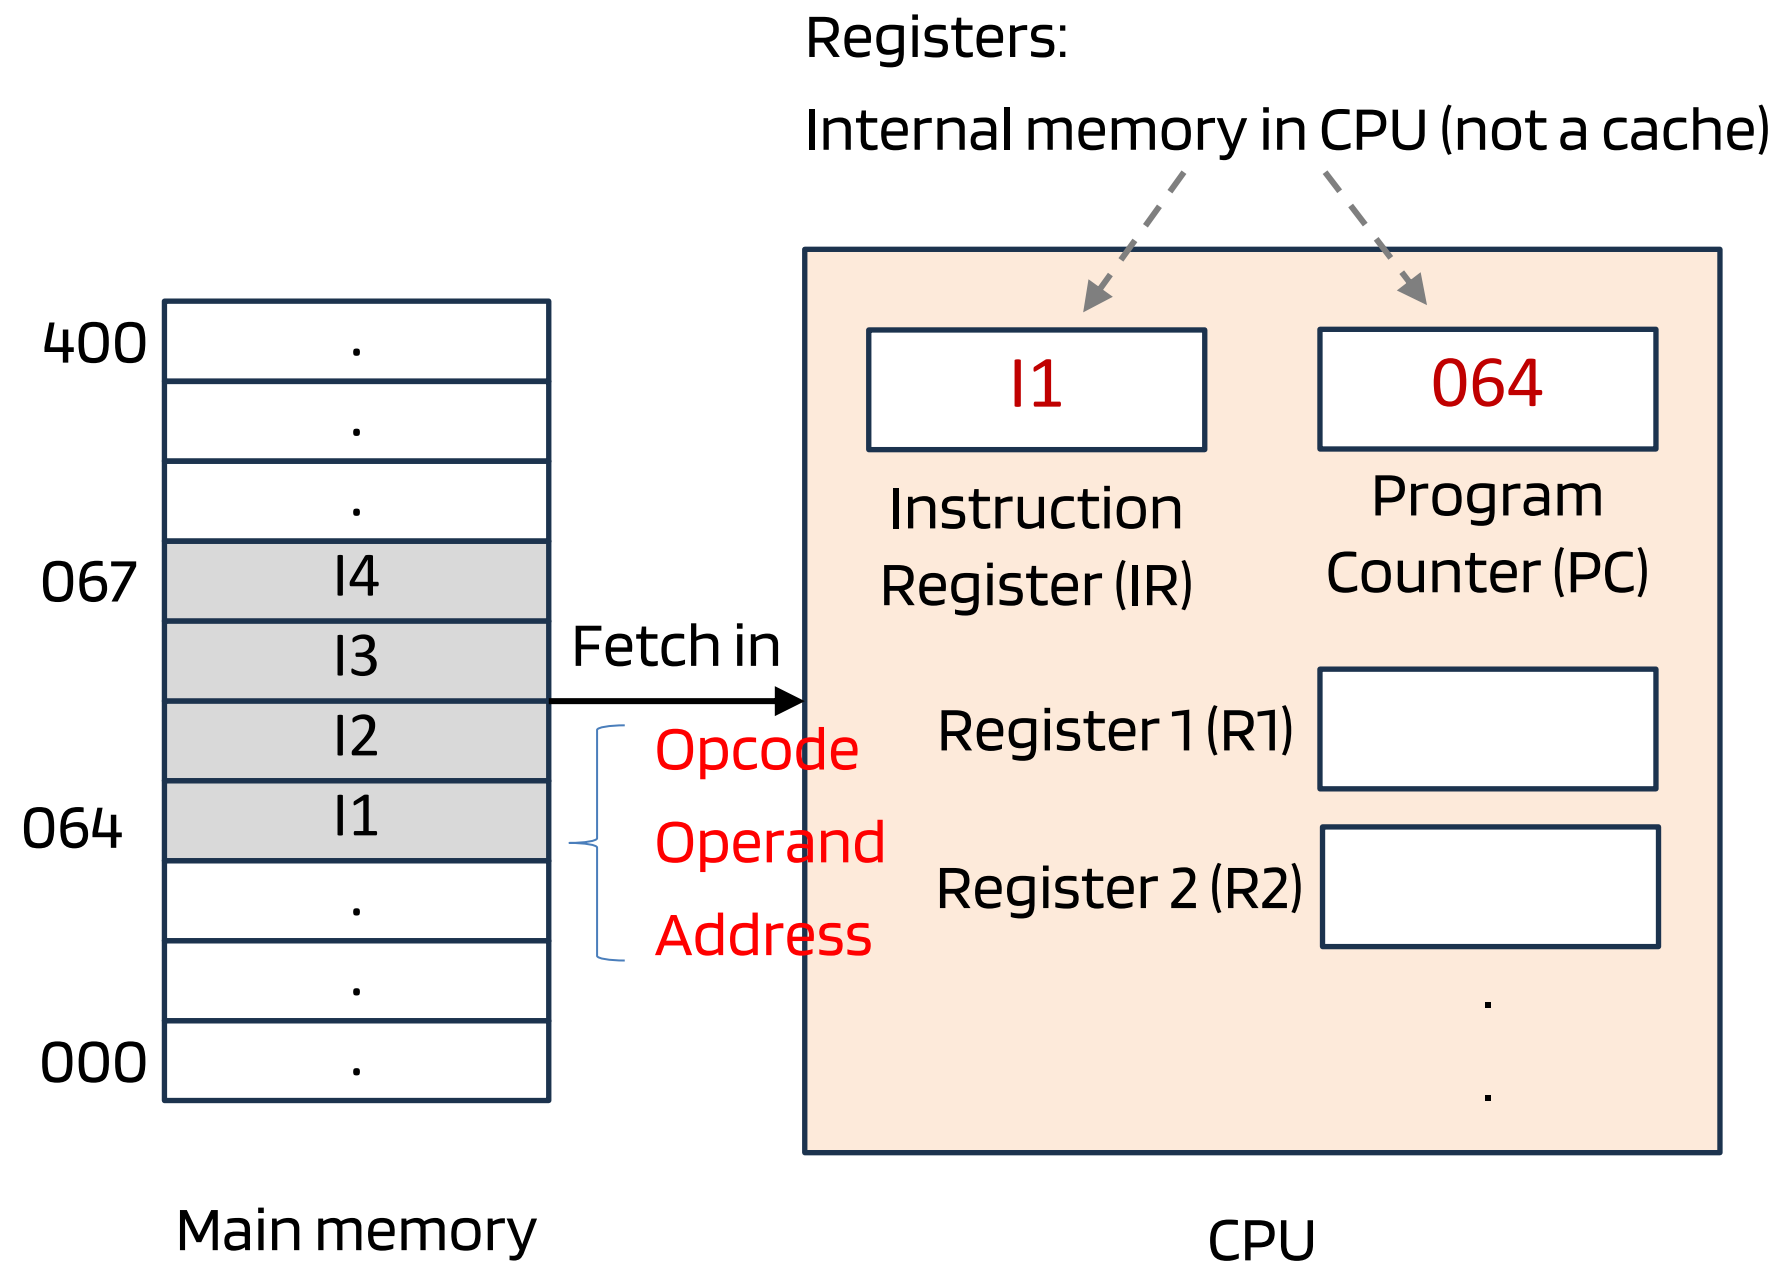 Registers:
Internal memory in CPU (not a cache)
400
.
.
.
067
I4
I3
I2
064
I1
.
.
000
.
Main memory
Fetch in
Opcode
Operand
Address
I1
Instruction
Register (IR)
064
Program
Counter (PC)
Register 1 (R1)
Register 2 (R2)
.
.
CPU